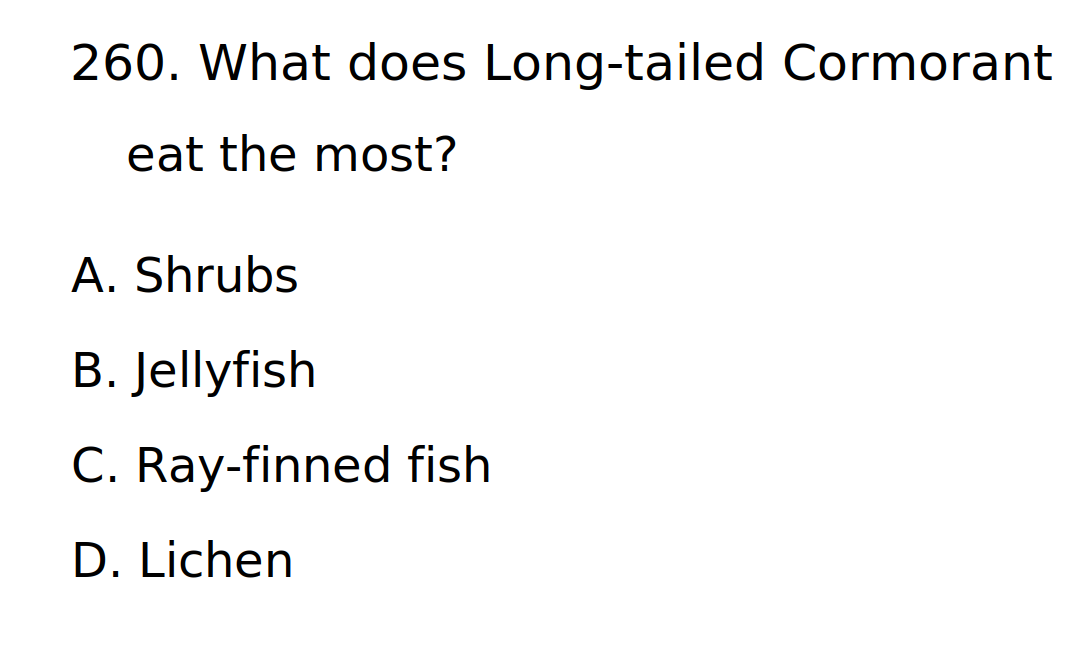 260. What does Long-tailed Cormorant
eat the most?
A. Shrubs
B. Jellyfish
C. Ray-finned fish
D. Lichen